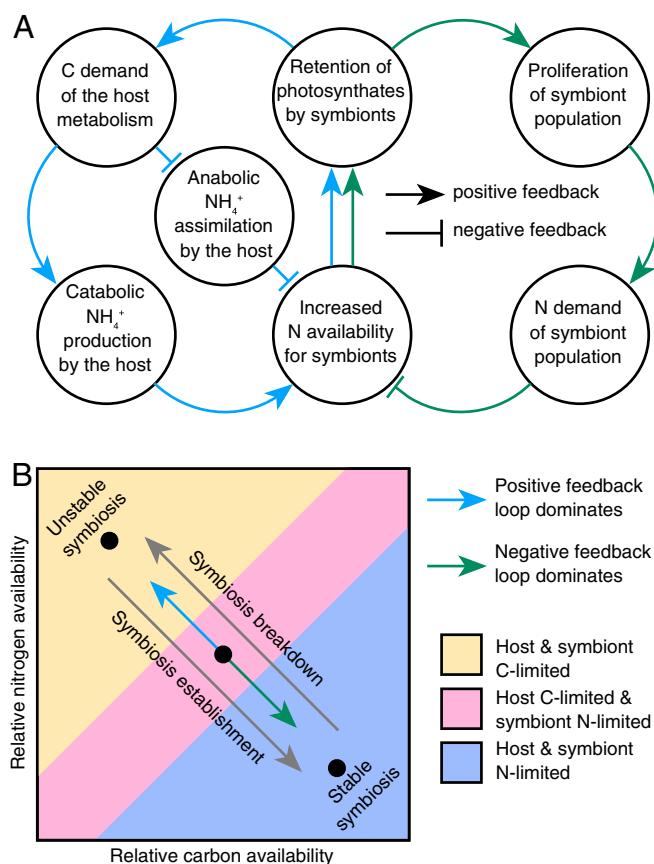 A
C demand
of the host
metabolism
Retention of
photosynthates
by symbionts
Proliferation
of symbiont
population
Anabolic
NH₄⁺
assimilation
by the host
positive feedback
negative feedback
Catabolic
NH₄⁺
production
by the host
Increased
N availability
for symbionts
N demand
of symbiont
population
B
Relative nitrogen availability
Relative carbon availability
Unstable
symbiosis
Symbiosis breakdown
Symbiosis establishment
Stable
symbiosis
Positive feedback
loop dominates
Negative feedback
loop dominates
Host & symbiont
C-limited
Host C-limited &
symbiont N-limited
Host & symbiont
N-limited